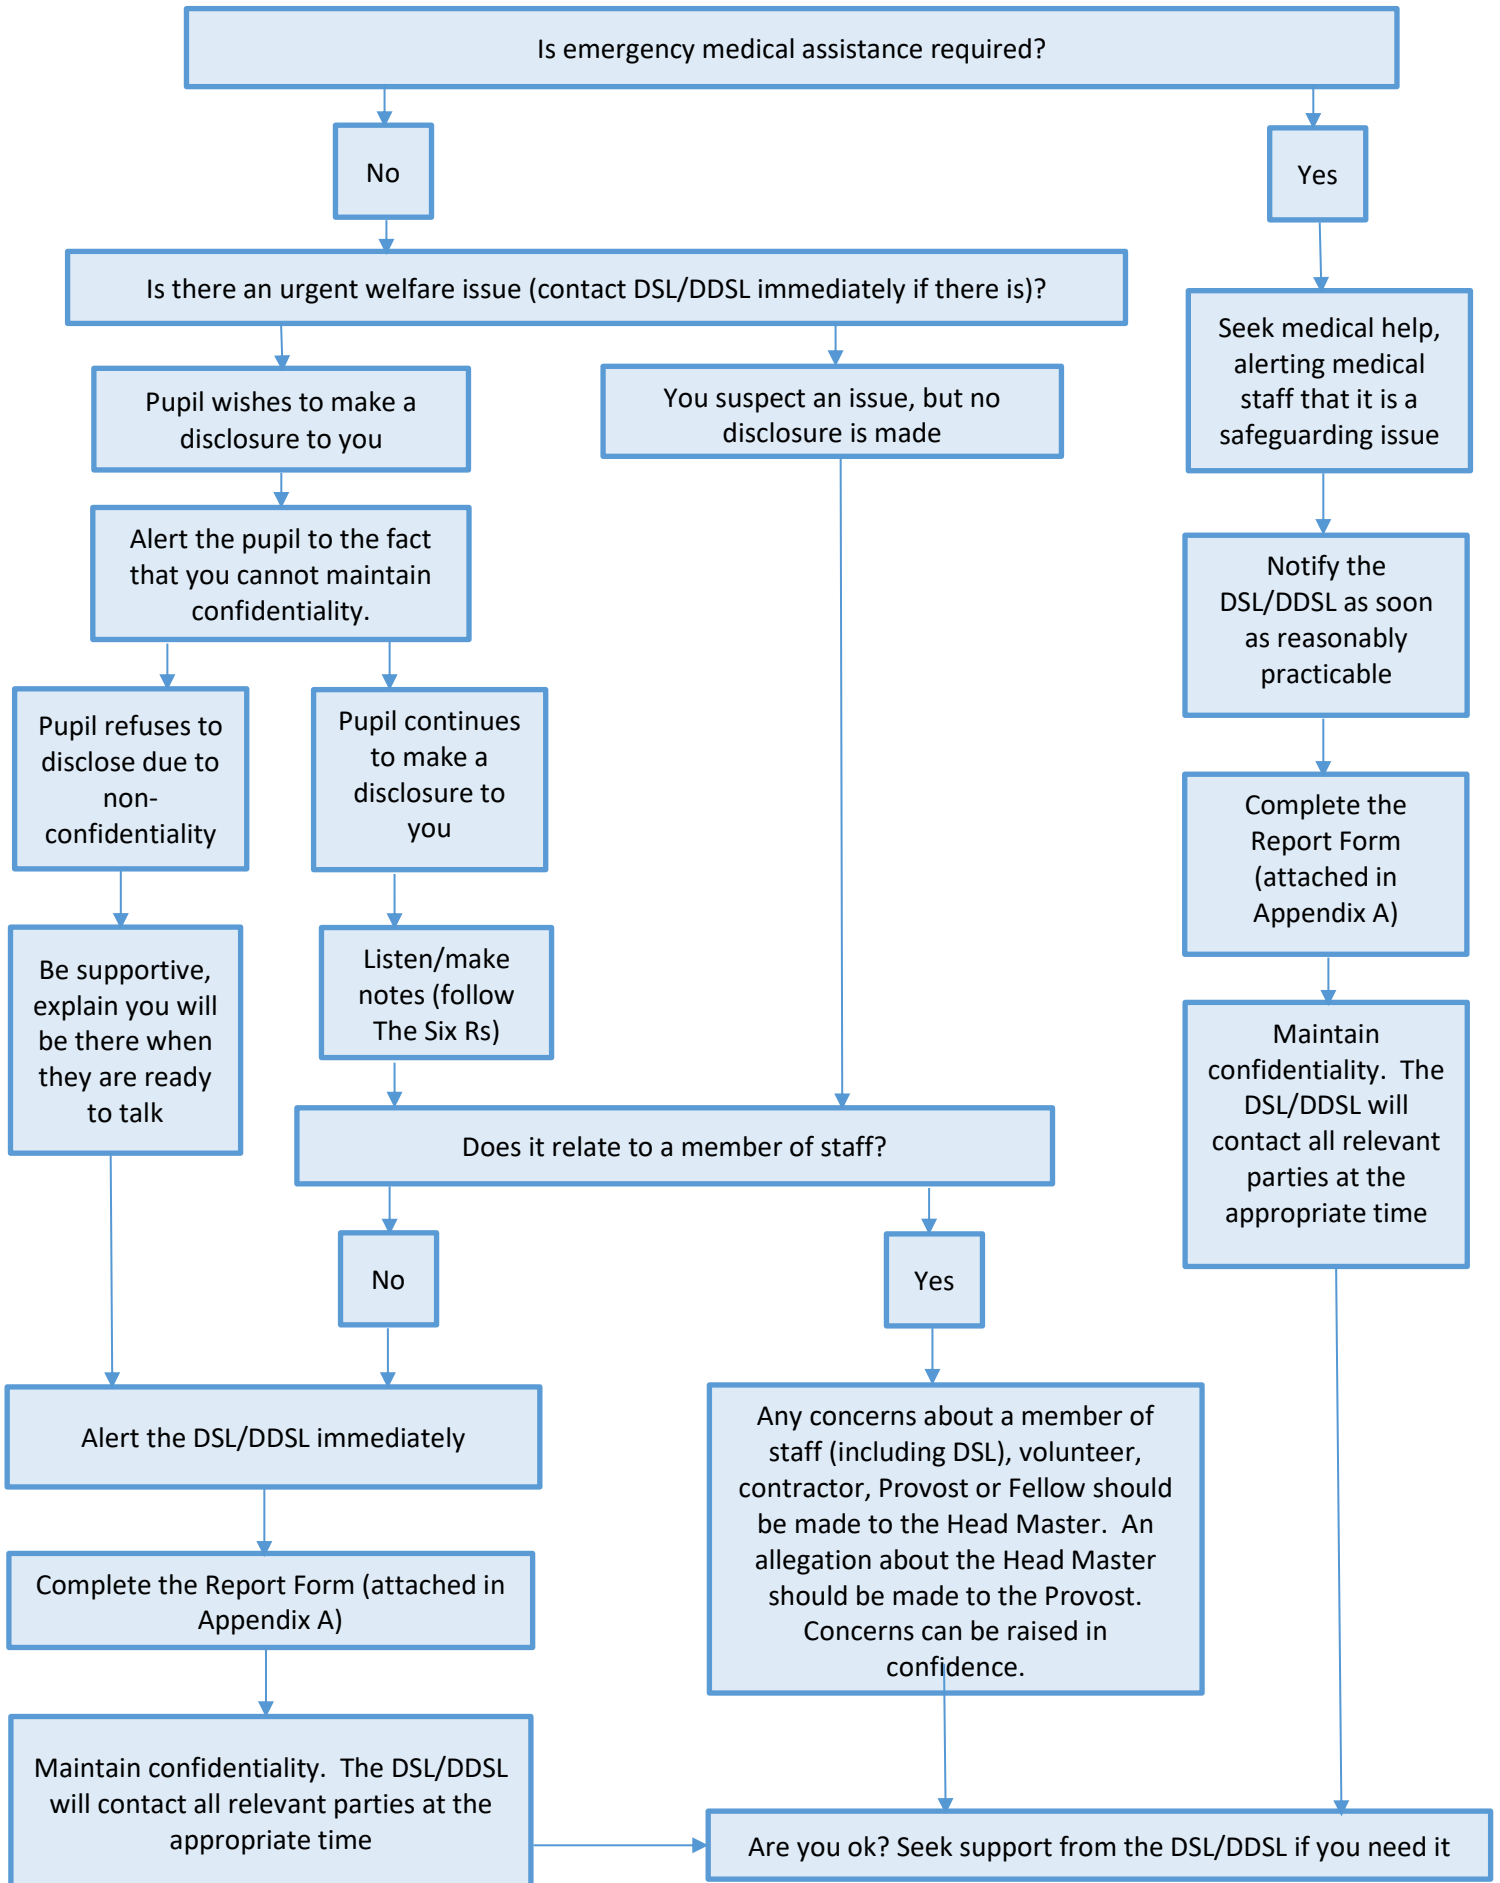 Is emergency medical assistance required?
No
Yes
Is there an urgent welfare issue (contact DSL/DDSL immediately if there is)?
Pupil wishes to make a
disclosure to you
You suspect an issue, but no
disclosure is made
Seek medical help,
alerting medical
staff that it is a
safeguarding issue
Alert the pupil to the fact
that you cannot maintain
confidentiality.
Notify the
DSL/DDSL as soon
as reasonably
practicable
Pupil refuses to
disclose due to
non-
confidentiality
Pupil continues
to make a
disclosure to
you
Complete the
Report Form
(attached in
Appendix A)
Be supportive,
explain you will
be there when
they are ready
to talk
Listen/make
notes (follow
The Six Rs)
Maintain
confidentiality.  The
DSL/DDSL will
contact all relevant
parties at the
appropriate time
Does it relate to a member of staff?
No
Yes
Alert the DSL/DDSL immediately
Any concerns about a member of
staff (including DSL), volunteer,
contractor, Provost or Fellow should
be made to the Head Master.  An
allegation about the Head Master
should be made to the Provost.
Concerns can be raised in
confidence.
Complete the Report Form (attached in
Appendix A)
Maintain confidentiality.  The DSL/DDSL
will contact all relevant parties at the
appropriate time
Are you ok? Seek support from the DSL/DDSL if you need it